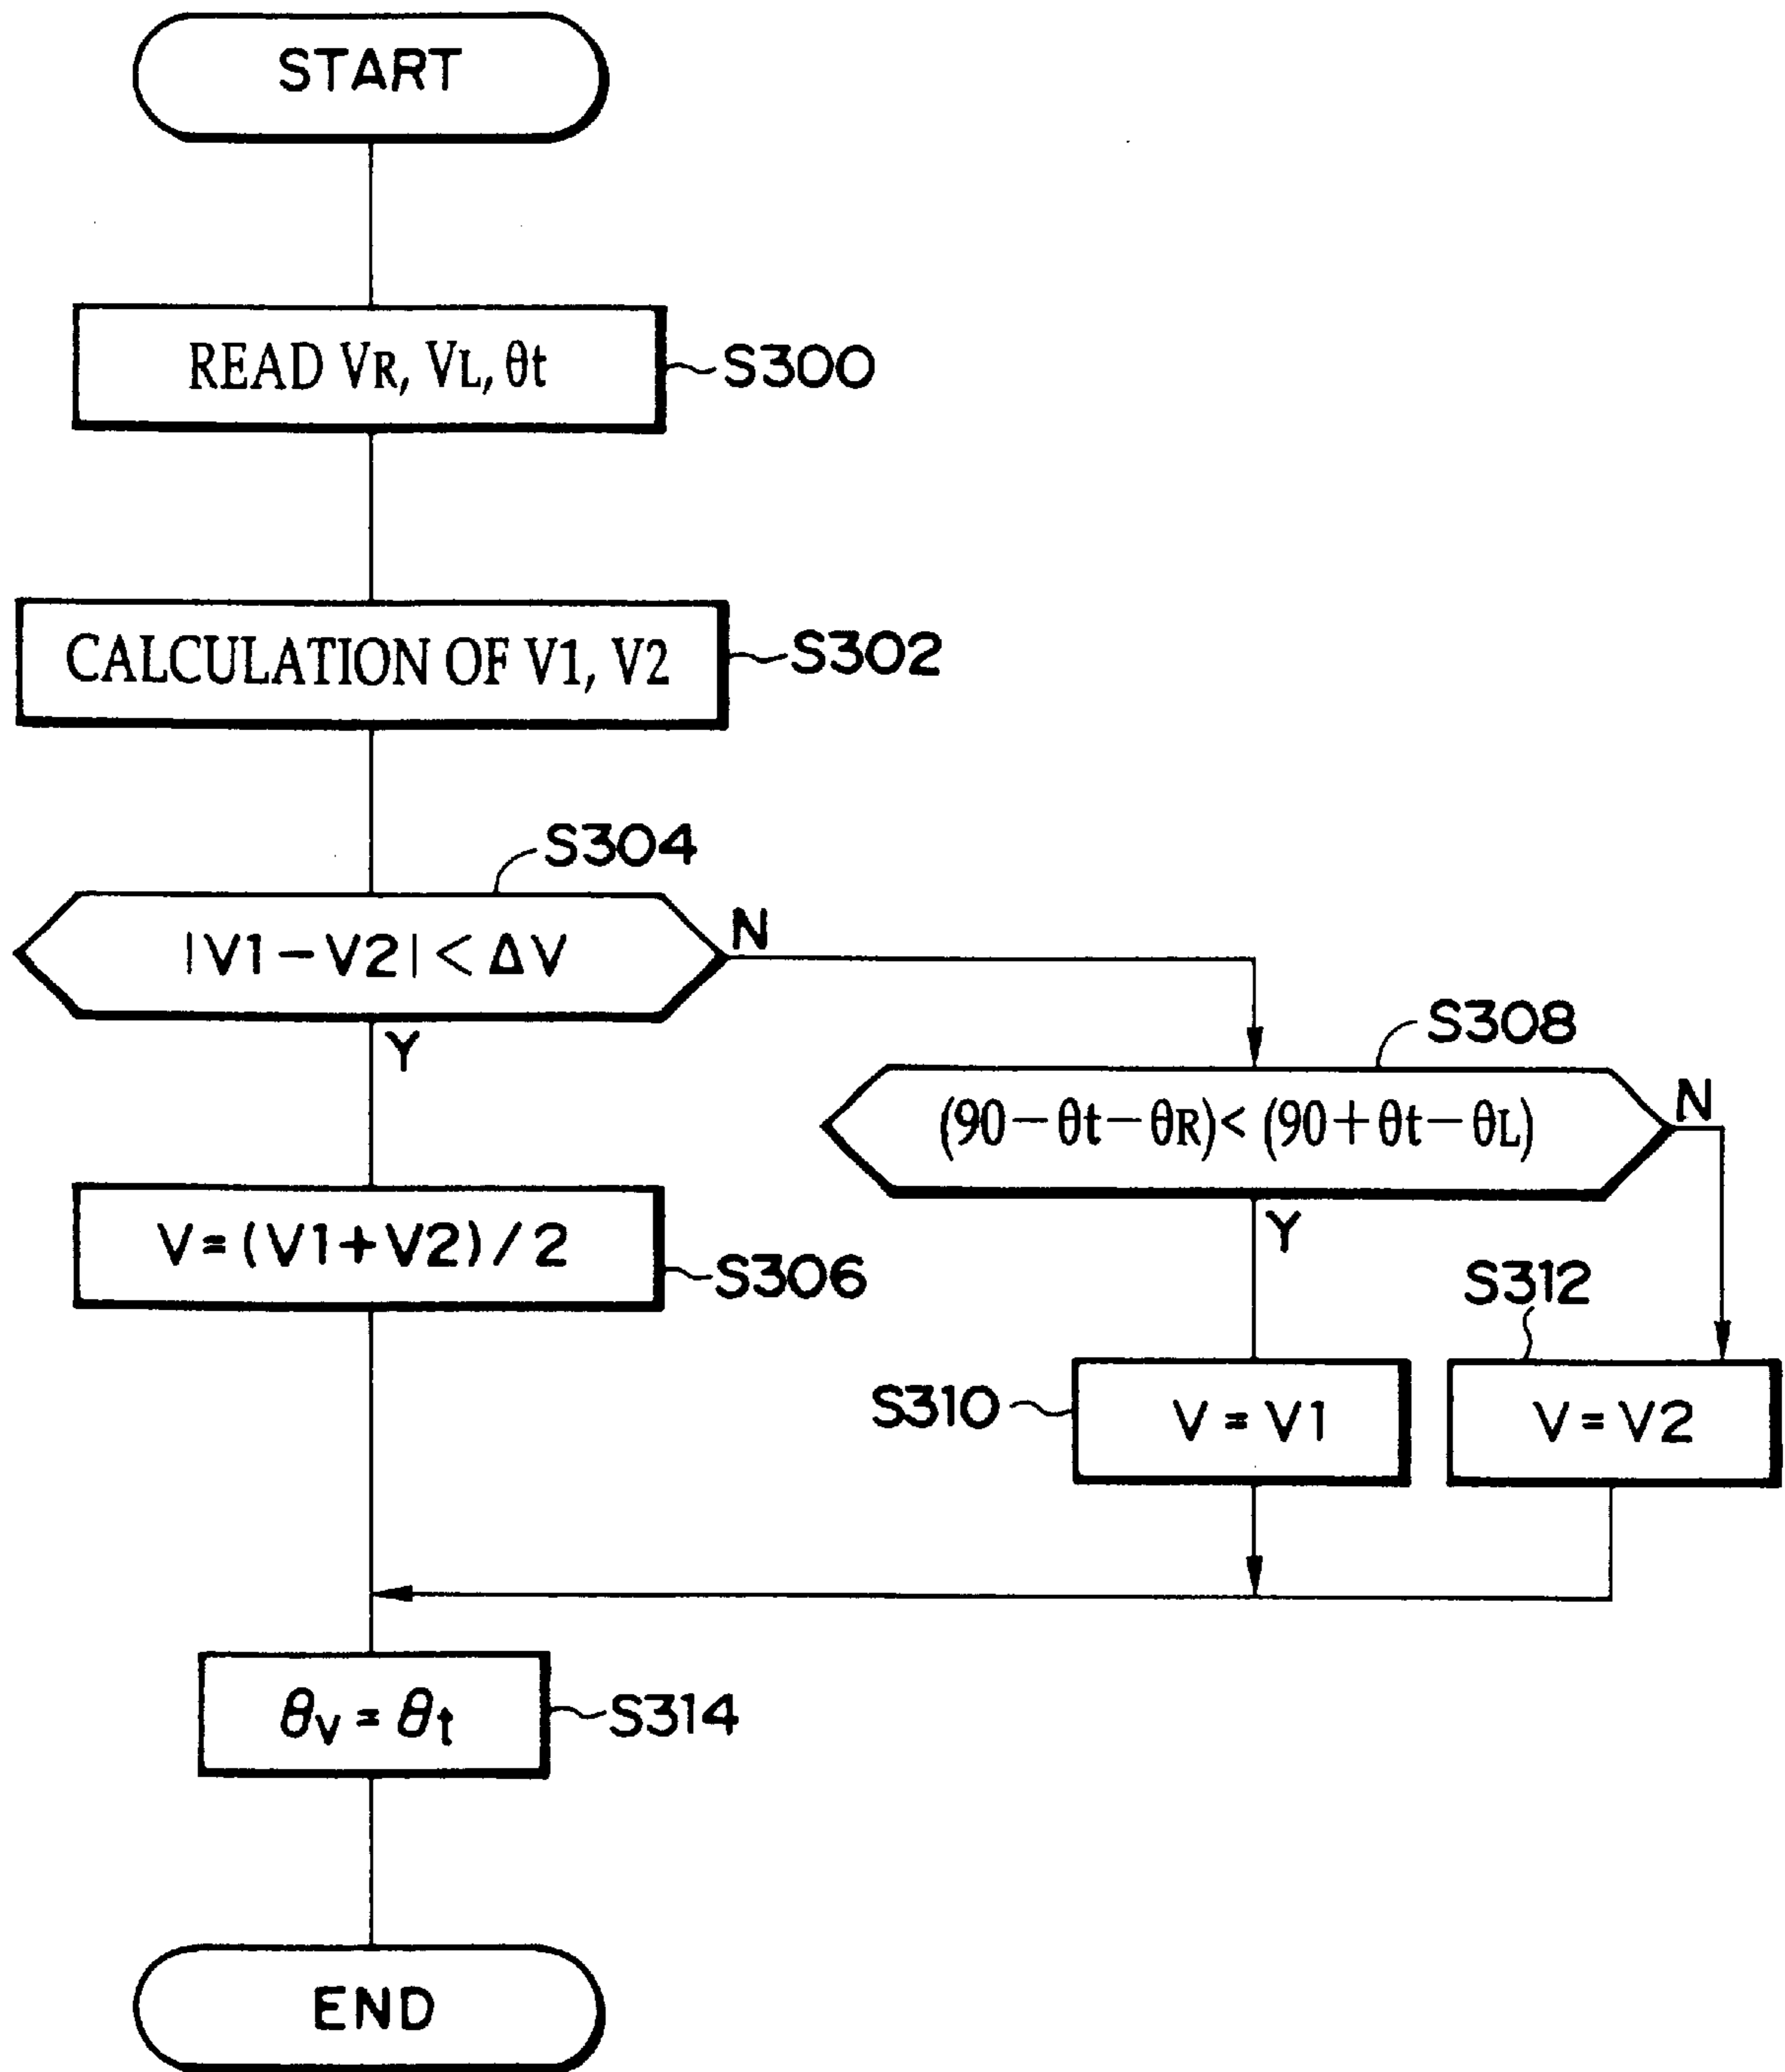 START
READ VR, VL, θt
S300
CALCULATION OF V1, V2
S302
S304
|V1-V2| < ΔV
N
Y
S308
(90-θt-θR) < (90+θt-θL)
N
Y
V=(V1+V2)/2
S306
S312
S310
V=V1
V=V2
θv=θt
S314
END